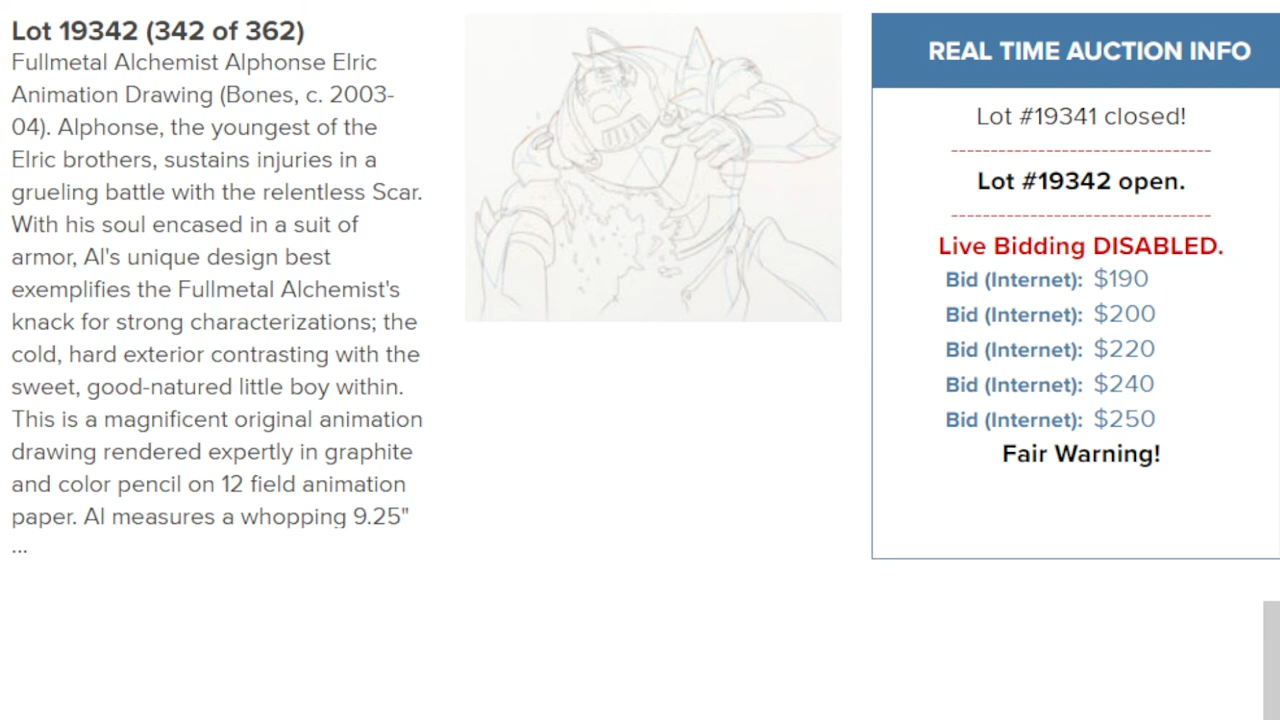 Lot 19342 (342 of 362)
Fullmetal Alchemist Alphonse Elric
Animation Drawing (Bones, c. 2003-
04). Alphonse, the youngest of the
Elric brothers, sustains injuries in a
grueling battle with the relentless Scar.
With his soul encased in a suit of
armor, Al's unique design best
exemplifies the Fullmetal Alchemist's
knack for strong characterizations; the
cold, hard exterior contrasting with the
sweet, good-natured little boy within.
This is a magnificent original animation
drawing rendered expertly in graphite
and color pencil on 12 field animation
paper. Al measures a whopping 9.25"
...
REAL TIME AUCTION INFO
Lot #19341 closed!
--------------------------------
Lot #19342 open.
--------------------------------
Live Bidding DISABLED.
Bid (Internet): $190
Bid (Internet): $200
Bid (Internet): $220
Bid (Internet): $240
Bid (Internet): $250
Fair Warning!